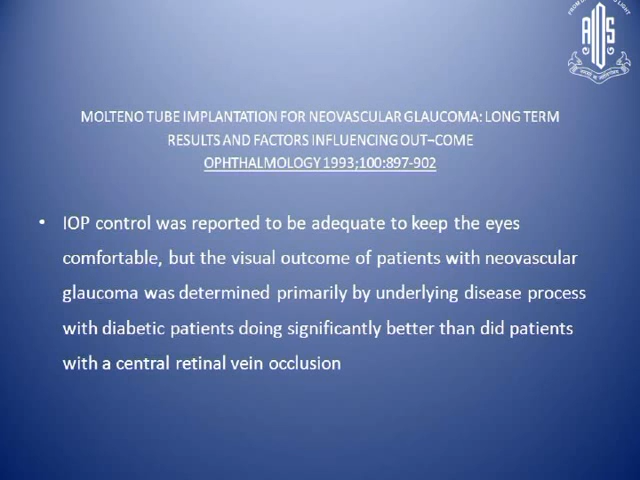 AIOS
MOLTENO TUBE IMPLANTATION FOR NEOVASCULAR GLAUCOMA: LONG TERM
RESULTS AND FACTORS INFLUENCING OUT¬COME
OPHTHALMOLOGY 1993;100:897-902
• IOP control was reported to be adequate to keep the eyes
comfortable, but the visual outcome of patients with neovascular
glaucoma was determined primarily by underlying disease process
with diabetic patients doing significantly better than did patients
with a central retinal vein occlusion